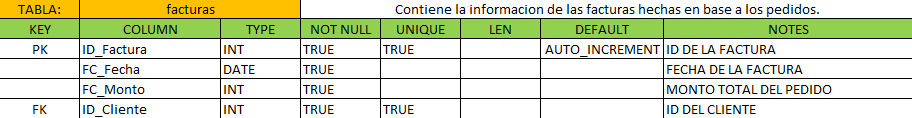 TABLA: facturas Contiene la informacion de las facturas hechas en base a los pedidos.
KEY COLUMN TYPE NOT NULL UNIQUE LEN DEFAULT NOTES
PK ID_Factura INT TRUE TRUE AUTO_INCREMENT ID DE LA FACTURA
FC_Fecha DATE TRUE FECHA DE LA FACTURA
FC_Monto INT TRUE MONTO TOTAL DEL PEDIDO
FK ID_Cliente INT TRUE TRUE ID DEL CLIENTE